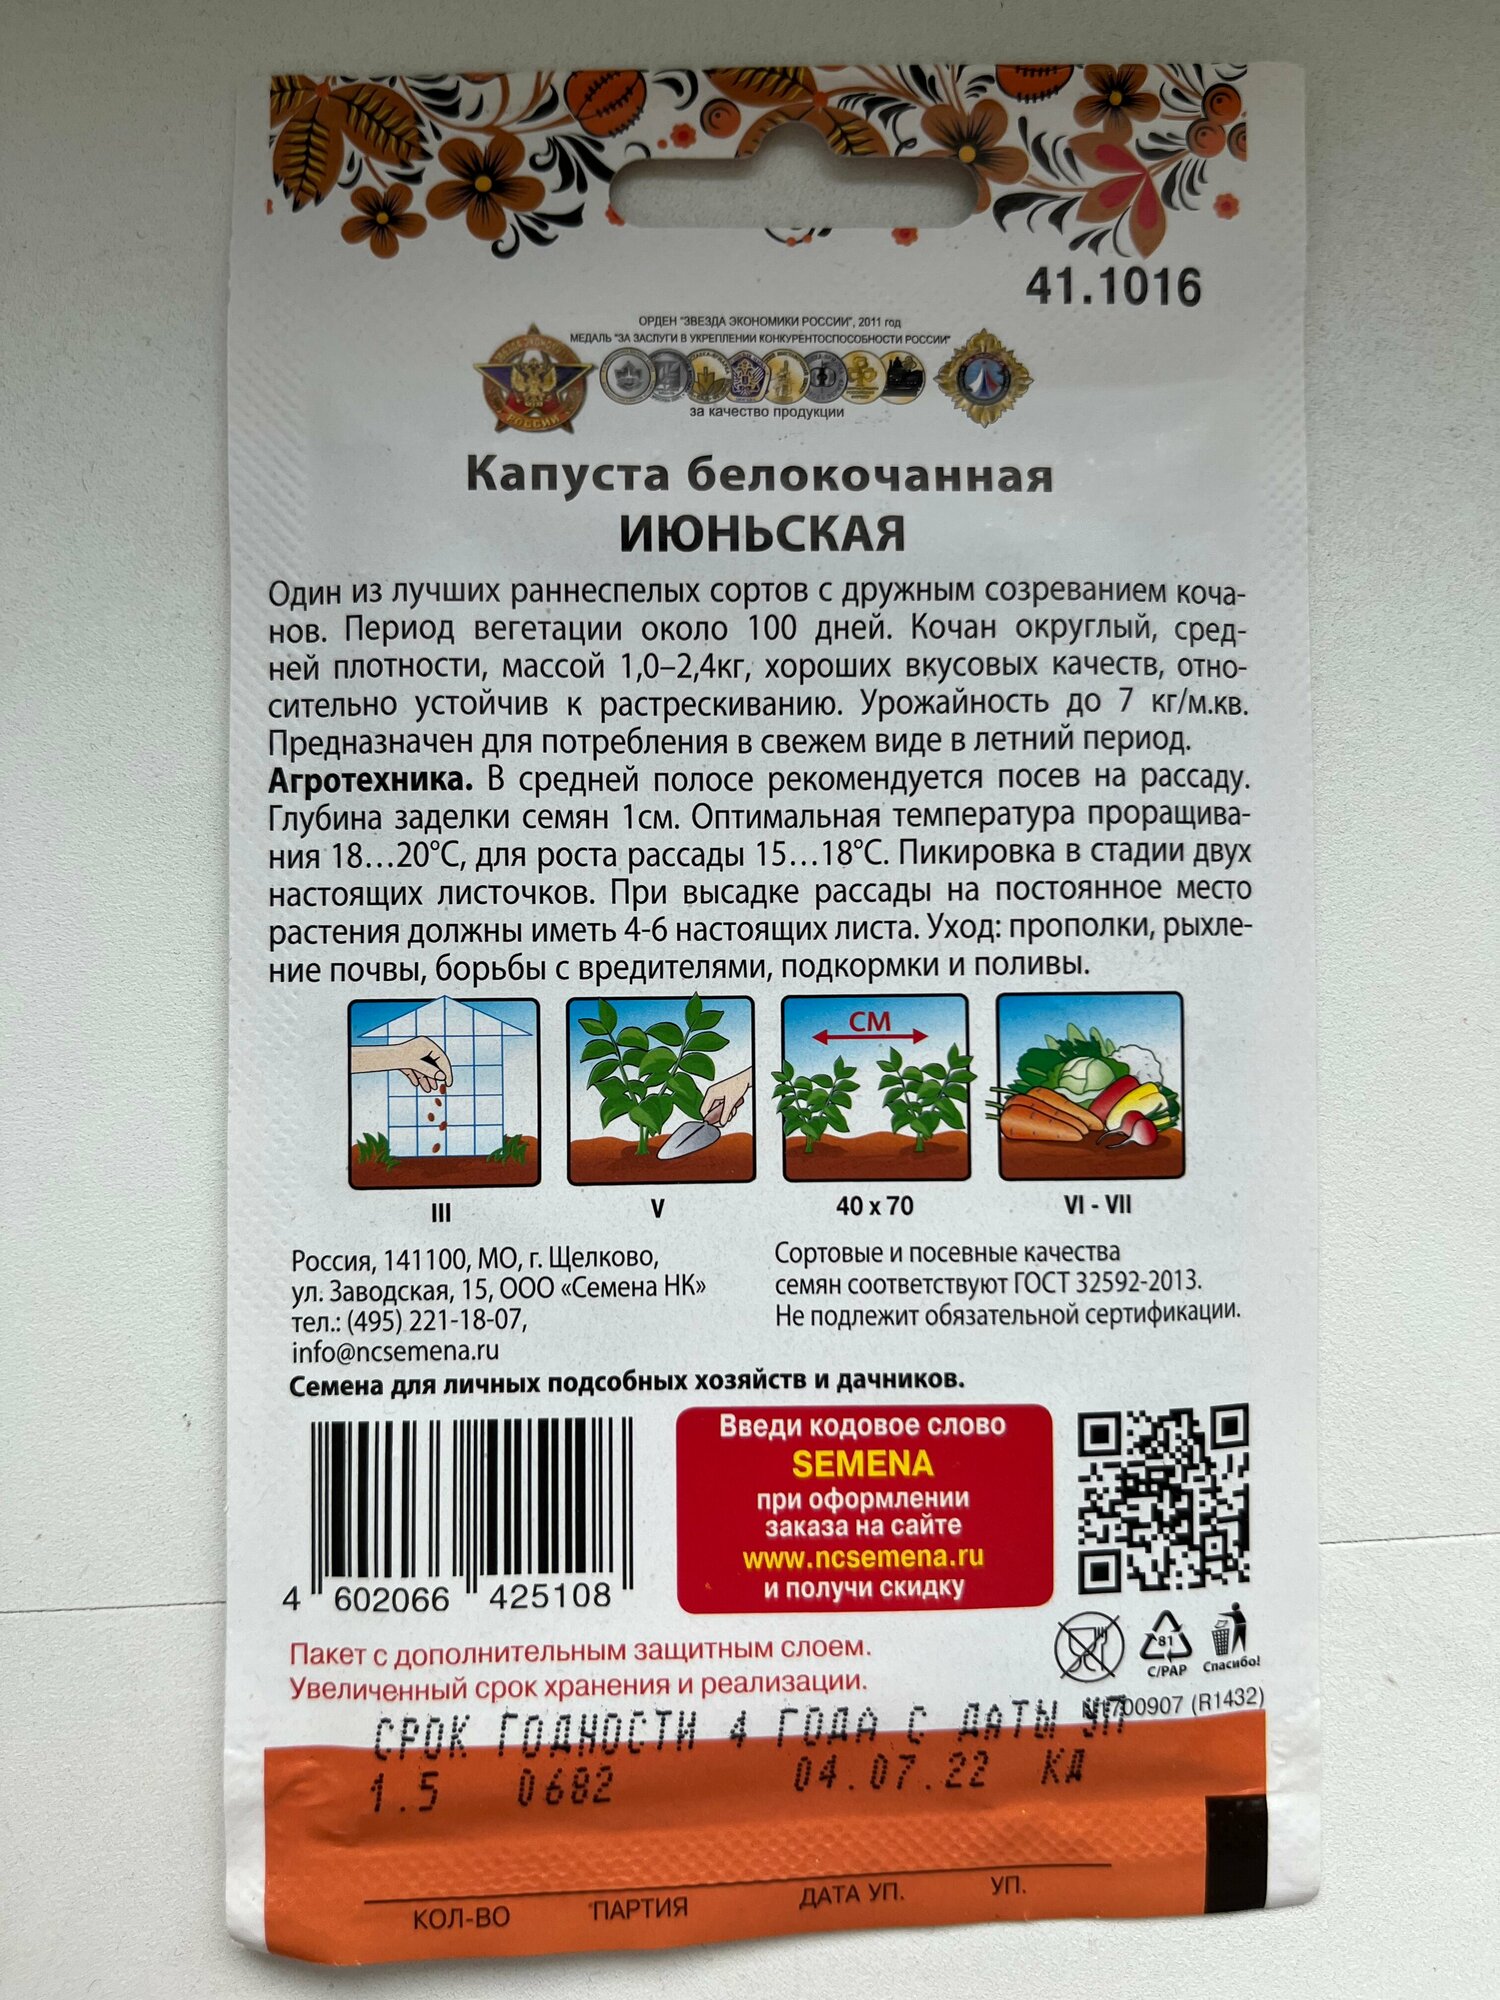 41.1016
ОРДЕН "ЗВЕЗДА ЭКОНОМИКИ РОССИИ", 2011 год
МЕДАЛЬ "ЗА ЗАСЛУГИ В УКРЕПЛЕНИИ КОНКУРЕНТОСПОСОБНОСТИ РОССИИ"
за качество продукции
Капуста белокочанная
ИЮНЬСКАЯ
Один из лучших раннеспелых сортов с дружным созреванием коча-
нов. Период вегетации около 100 дней. Кочан округлый, сред-
ней плотности, массой 1,0–2,4кг, хороших вкусовых качеств, отно-
сительно устойчив к растрескиванию. Урожайность до 7 кг/м.кв.
Предназначен для потребления в свежем виде в летний период.
Агротехника. В средней полосе рекомендуется посев на рассаду.
Глубина заделки семян 1см. Оптимальная температура проращива-
ния 18...20°С, для роста рассады 15...18°С. Пикировка в стадии двух
настоящих листочков. При высадке рассады на постоянное место
растения должны иметь 4-6 настоящих листа. Уход: прополки, рыхле-
ние почвы, борьбы с вредителями, подкормки и поливы.
СМ
III
V
40 x 70
VI - VII
Россия, 141100, МО, г. Щелково,
ул. Заводская, 15, ООО «Семена НК»
тел.: (495) 221-18-07,
info@ncsemena.ru
Сортовые и посевные качества
семян соответствуют ГОСТ 32592-2013.
Не подлежит обязательной сертификации.
Семена для личных подсобных хозяйств и дачников.
4 602066 425108
Введи кодовое слово
SEMENA
при оформлении
заказа на сайте
www.ncsemena.ru
и получи скидку
81
C/PAP
Спасибо!
Пакет с дополнительным защитным слоем.
Увеличенный срок хранения и реализации.
(R1432)
СРОК ГОДНОСТИ 4 ГОДА С ДАТЫ УП
1.5 0682 04.07.22 КД
КОЛ-ВО ПАРТИЯ ДАТА УП. УП.